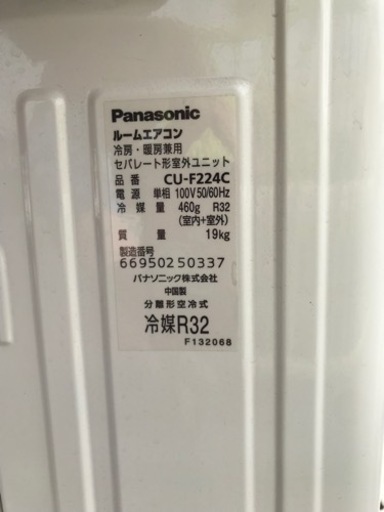 Panasonic
ルームエアコン
冷房・暖房兼用
セパレート形室外ユニット
品番 CU-F224C
電源 単相 100V 50/60Hz
冷媒量 460g R32
(室内+室外)
質量 19kg
製造番号
66950250337
パナソニック株式会社
中国製
分離形空冷式
冷媒R32
F132068